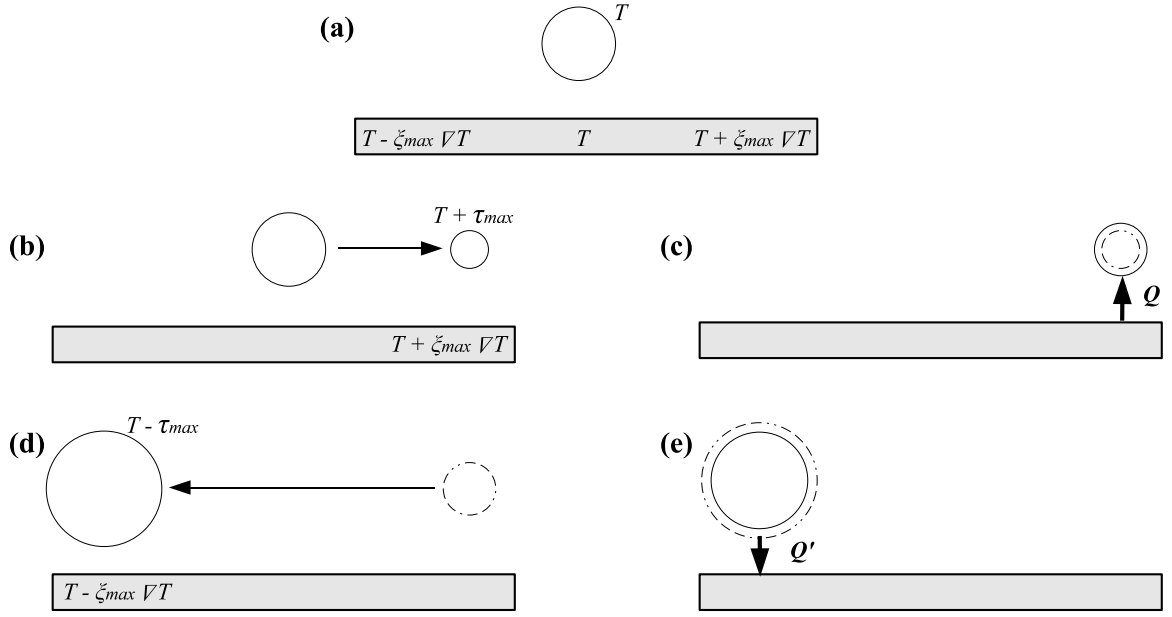 (a) T
T - ξmax ∇T T T + ξmax ∇T
(b) T + τmax
T + ξmax ∇T
(c) Q
(d) T - τmax
T - ξmax ∇T
(e) Q'